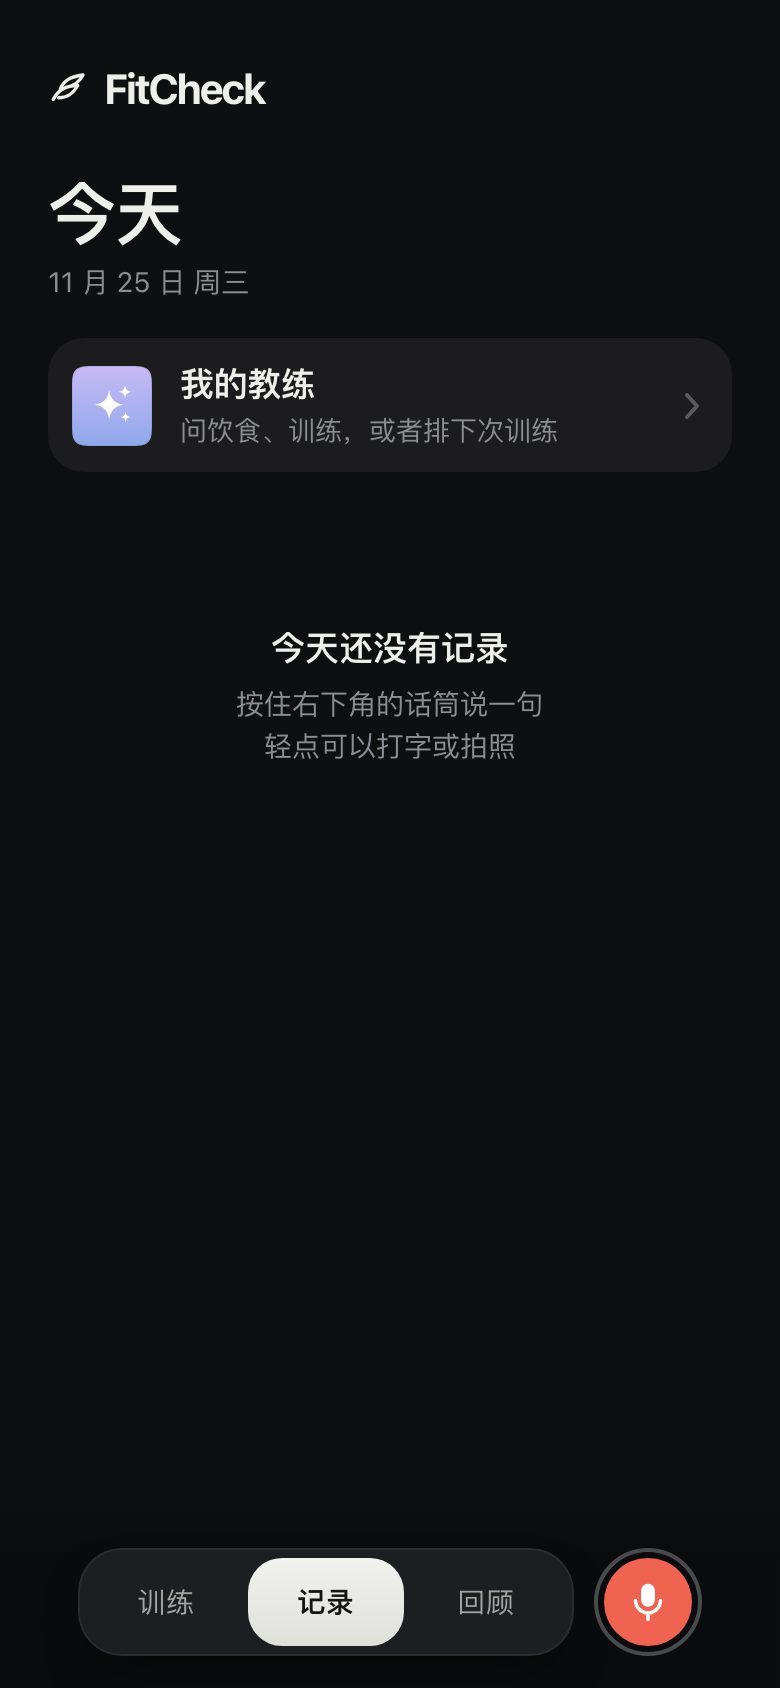 FitCheck
今天
11 月 25 日 周三
我的教练
问饮食、训练，或者排下次训练
今天还没有记录
按住右下角的话筒说一句
轻点可以打字或拍照
训练
记录
回顾